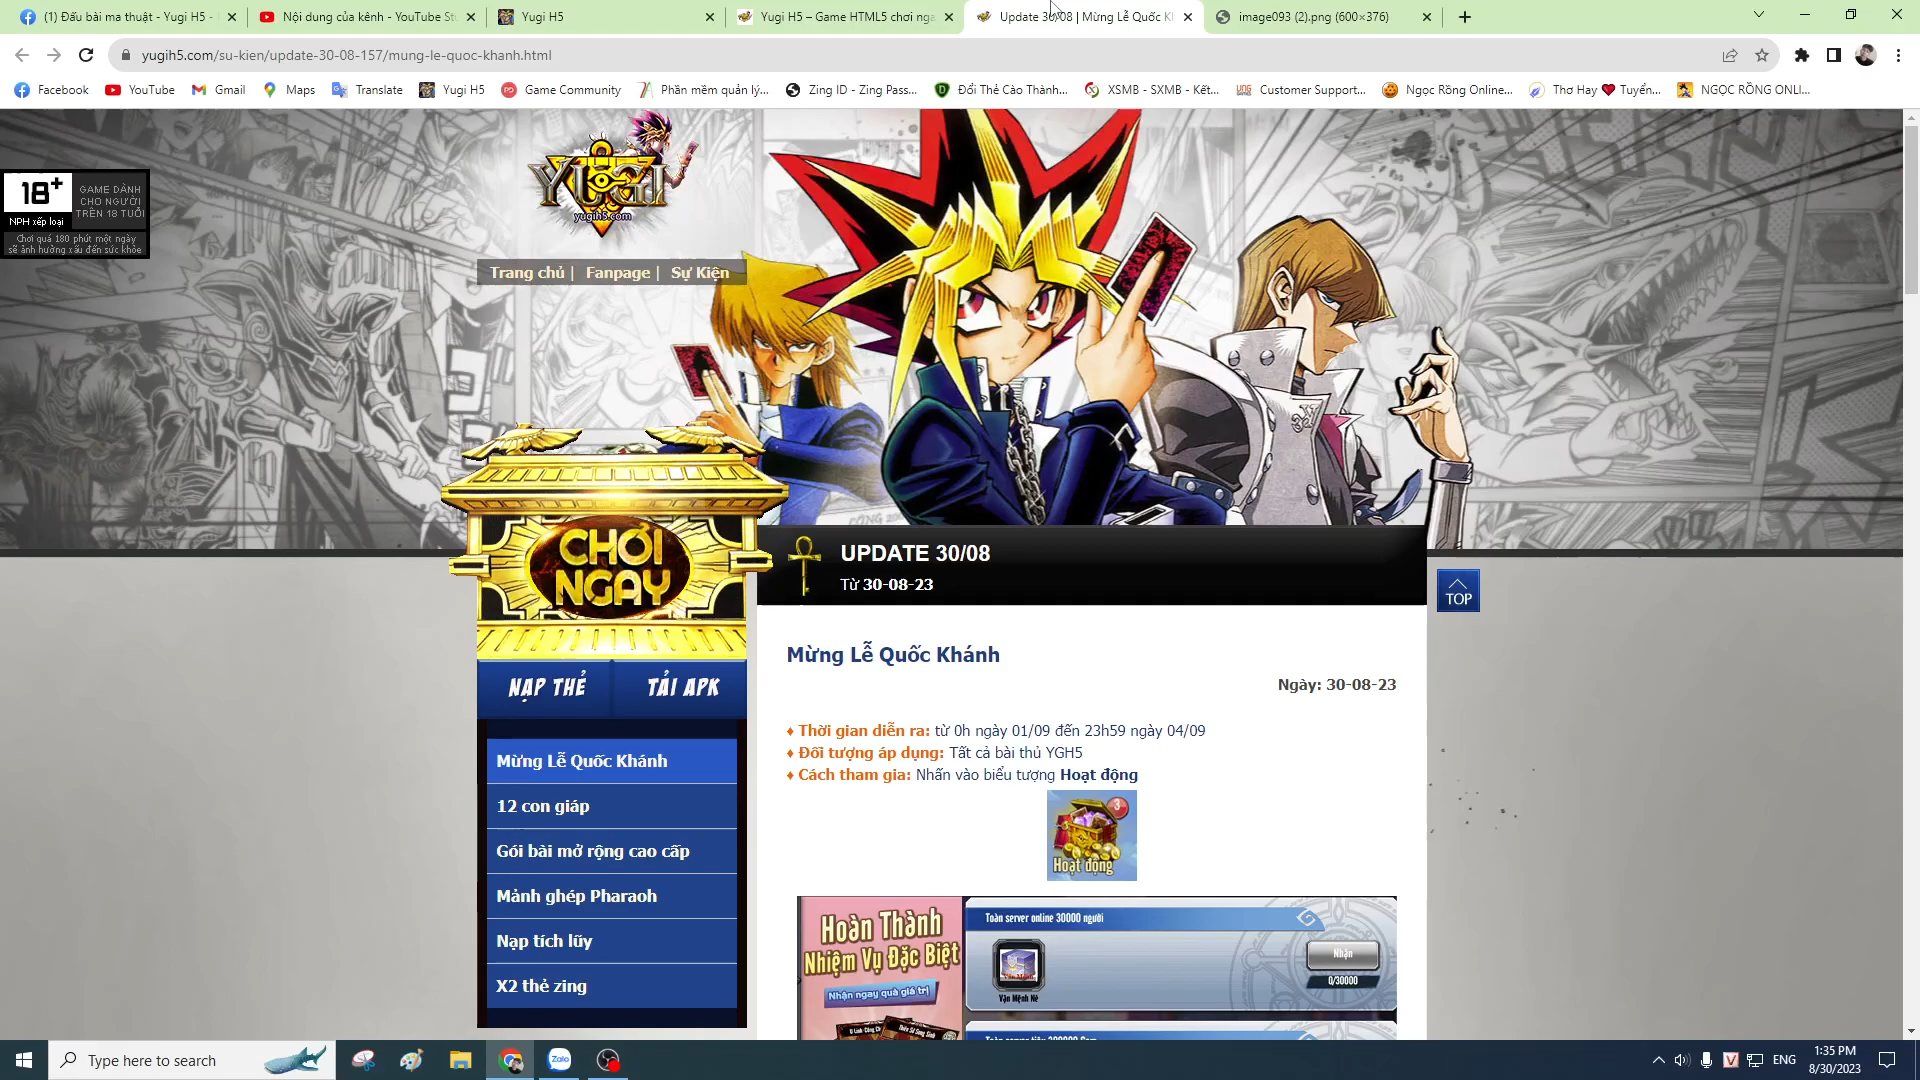 (1) Đấu bài ma thuật - Yugi H5 -
Nội dung của kênh - YouTube Stu
Yugi H5
Yugi H5 – Game HTML5 chơi nga
Update 30/08 | Mừng Lễ Quốc Kh
image093 (2).png (600×376)
yugih5.com/su-kien/update-30-08-157/mung-le-quoc-khanh.html
Facebook
YouTube
Gmail
Maps
Translate
Yugi H5
Game Community
Phần mềm quản lý...
Zing ID - Zing Pass...
Đổi Thẻ Cào Thành...
XSMB - SXMB - Kết...
Customer Support...
Ngọc Rồng Online...
Thơ Hay ❤ Tuyển...
NGỌC RỒNG ONLI...
YUGI
yugih5.com
18+
NPH xếp loại
GAME DÀNH
CHO NGƯỜI
TRÊN 18 TUỔI
Chơi quá 180 phút một ngày
sẽ ảnh hưởng xấu đến sức khỏe
Trang chủ | Fanpage | Sự Kiện
CHƠI
NGAY
NẠP THẺ
TẢI APK
Mừng Lễ Quốc Khánh
12 con giáp
Gói bài mở rộng cao cấp
Mảnh ghép Pharaoh
Nạp tích lũy
X2 thẻ zing
UPDATE 30/08
Từ 30-08-23
TOP
Mừng Lễ Quốc Khánh
Ngày: 30-08-23
♦ Thời gian diễn ra: từ 0h ngày 01/09 đến 23h59 ngày 04/09
♦ Đối tượng áp dụng: Tất cả bài thủ YGH5
♦ Cách tham gia: Nhấn vào biểu tượng Hoạt động
3
Hoạt động
Hoàn Thành
Nhiệm Vụ Đặc Biệt
Nhận ngay quà giá trị
Toàn server online 30000 người
Vận Mệnh Né
Nhận
0/30000
Type here to search
Zalo
ENG
1:35 PM
8/30/2023